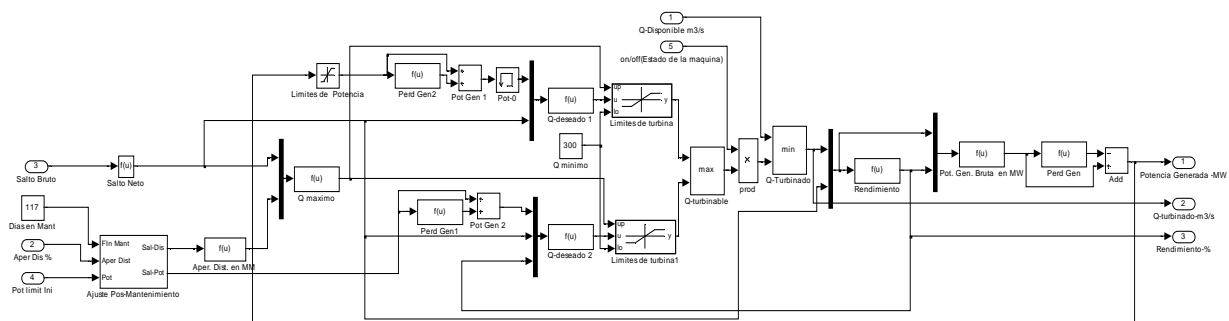 1
Q-Disponible m3/s
5
on/off(Estado de la maquina)
Limites de Potencia
f(u)
Perd Gen2
+
+
Pot Gen 1
Pot-0
f(u)
Q-deseado 1
up
u
lo
y
Limites de turbina
300
Q minimo
3
Salto Bruto
f(u)
Salto Neto
f(u)
Q maximo
max
Q-turbinable
×
prod
min
Q-Turbinado
f(u)
Rendimiento
f(u)
Pot. Gen. Bruta en MW
f(u)
Perd Gen
−
+
Add
1
Potencia Generada -MW
2
Q-turbinado-m3/s
3
Rendimiento-%
117
Dias en Mant
2
Aper Dis %
4
Pot limit Ini
FIn Mant
Aper Dist
Pot
Sal-Dis
Sal-Pot
Ajuste Pos-Mantenimiento
f(u)
Aper. Dist. en MM
f(u)
Perd Gen1
+
+
Pot Gen 2
f(u)
Q-deseado 2
up
u
lo
y
Limites de turbina1